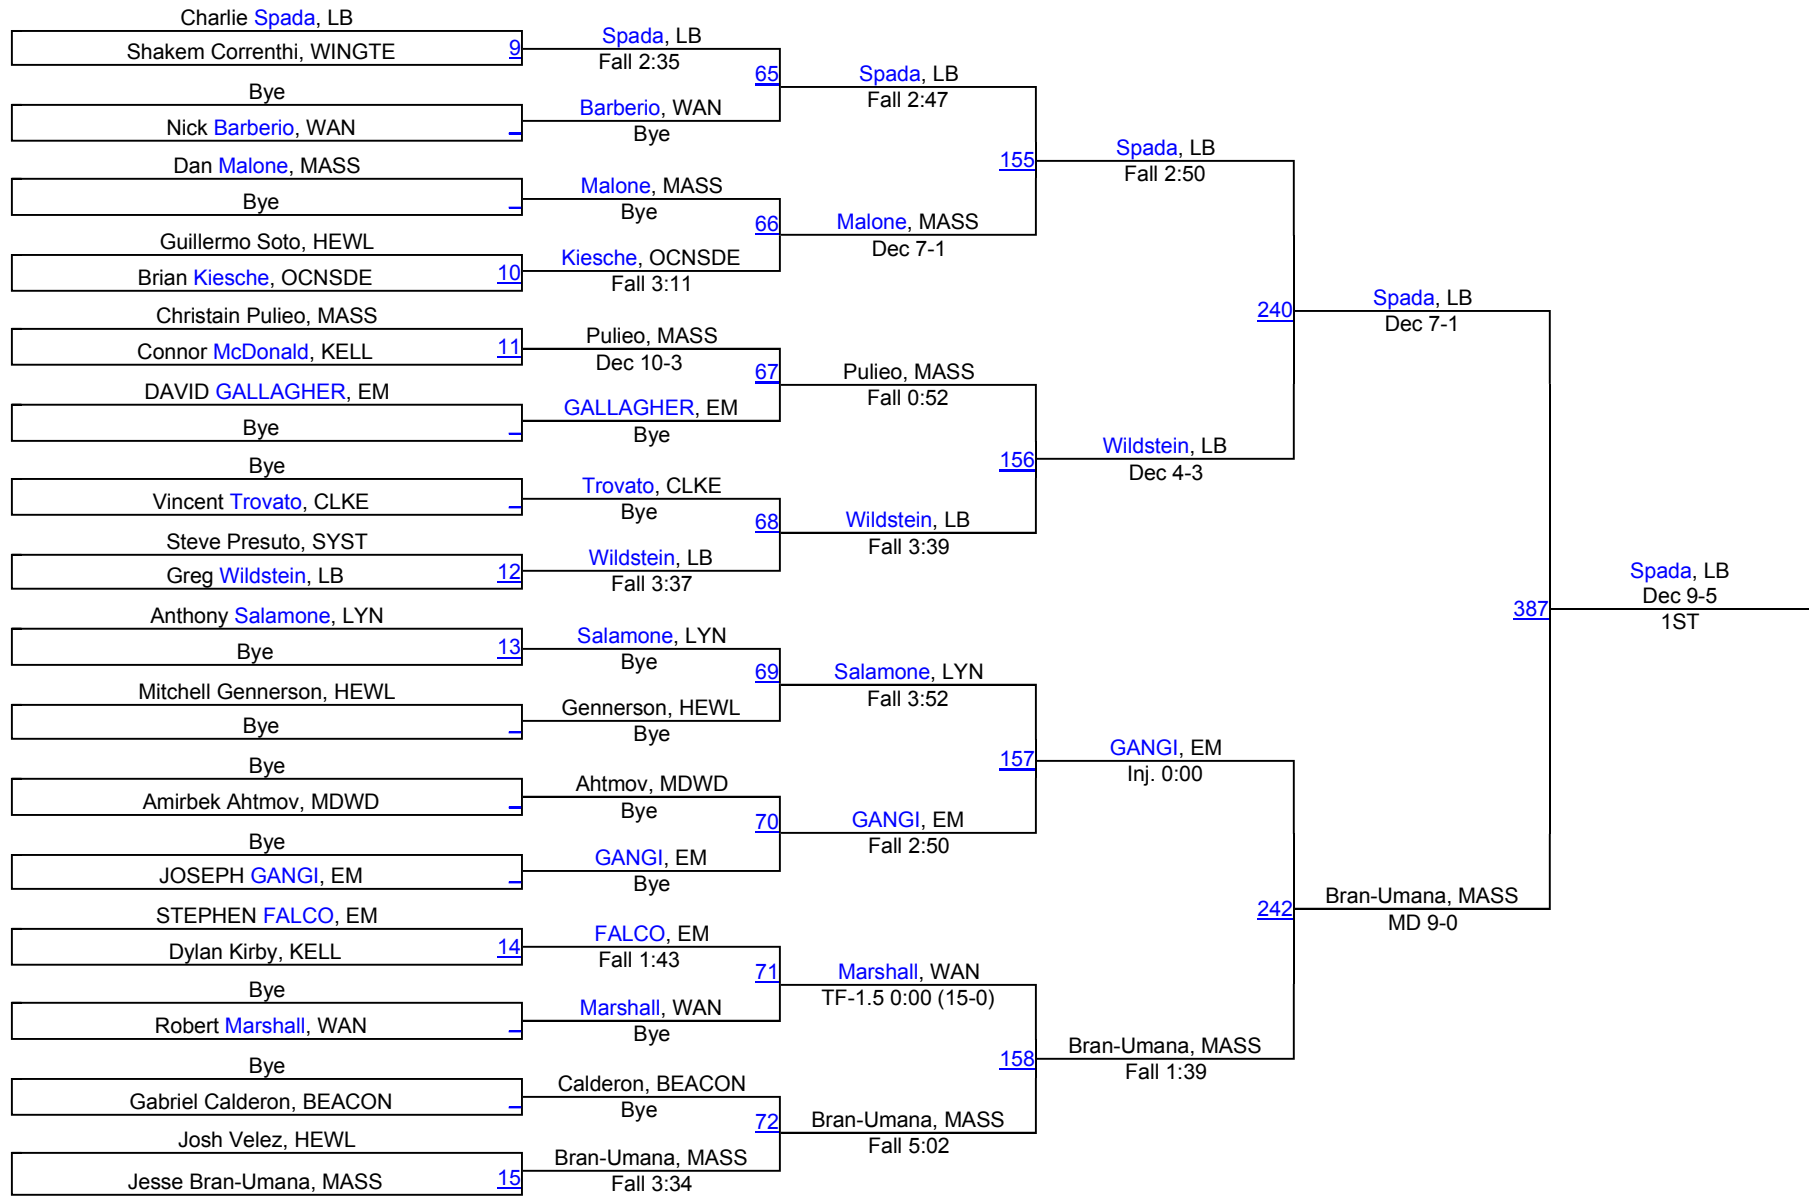 Charlie Spada, LB
Shakem Correnthi, WINGTE 9
Bye
Nick Barberio, WAN
Dan Malone, MASS
Bye
Guillermo Soto, HEWL
Brian Kiesche, OCNSDE 10
Christain Pulieo, MASS
Connor McDonald, KELL 11
DAVID GALLAGHER, EM
Bye
Bye
Vincent Trovato, CLKE
Steve Presuto, SYST
Greg Wildstein, LB 12
Anthony Salamone, LYN
Bye 13
Mitchell Gennerson, HEWL
Bye
Bye
Amirbek Ahtmov, MDWD
Bye
JOSEPH GANGI, EM
STEPHEN FALCO, EM
Dylan Kirby, KELL 14
Bye
Robert Marshall, WAN
Bye
Gabriel Calderon, BEACON
Josh Velez, HEWL
Jesse Bran-Umana, MASS 15
Spada, LB
Fall 2:35
65
Barberio, WAN
Bye
Malone, MASS
Bye
66
Kiesche, OCNSDE
Fall 3:11
Pulieo, MASS
Dec 10-3
67
GALLAGHER, EM
Bye
Trovato, CLKE
Bye
68
Wildstein, LB
Fall 3:37
Salamone, LYN
Bye
69
Gennerson, HEWL
Bye
Ahtmov, MDWD
Bye
70
GANGI, EM
Bye
FALCO, EM
Fall 1:43
71
Marshall, WAN
Bye
Calderon, BEACON
Bye
72
Bran-Umana, MASS
Fall 3:34
Spada, LB
Fall 2:47
155
Malone, MASS
Dec 7-1
Pulieo, MASS
Fall 0:52
156
Wildstein, LB
Fall 3:39
Salamone, LYN
Fall 3:52
157
GANGI, EM
Fall 2:50
Marshall, WAN
TF-1.5 0:00 (15-0)
158
Bran-Umana, MASS
Fall 5:02
Spada, LB
Fall 2:50
240
Wildstein, LB
Dec 4-3
GANGI, EM
Inj. 0:00
242
Bran-Umana, MASS
Fall 1:39
Spada, LB
Dec 7-1
387
Bran-Umana, MASS
MD 9-0
Spada, LB
Dec 9-5
1ST